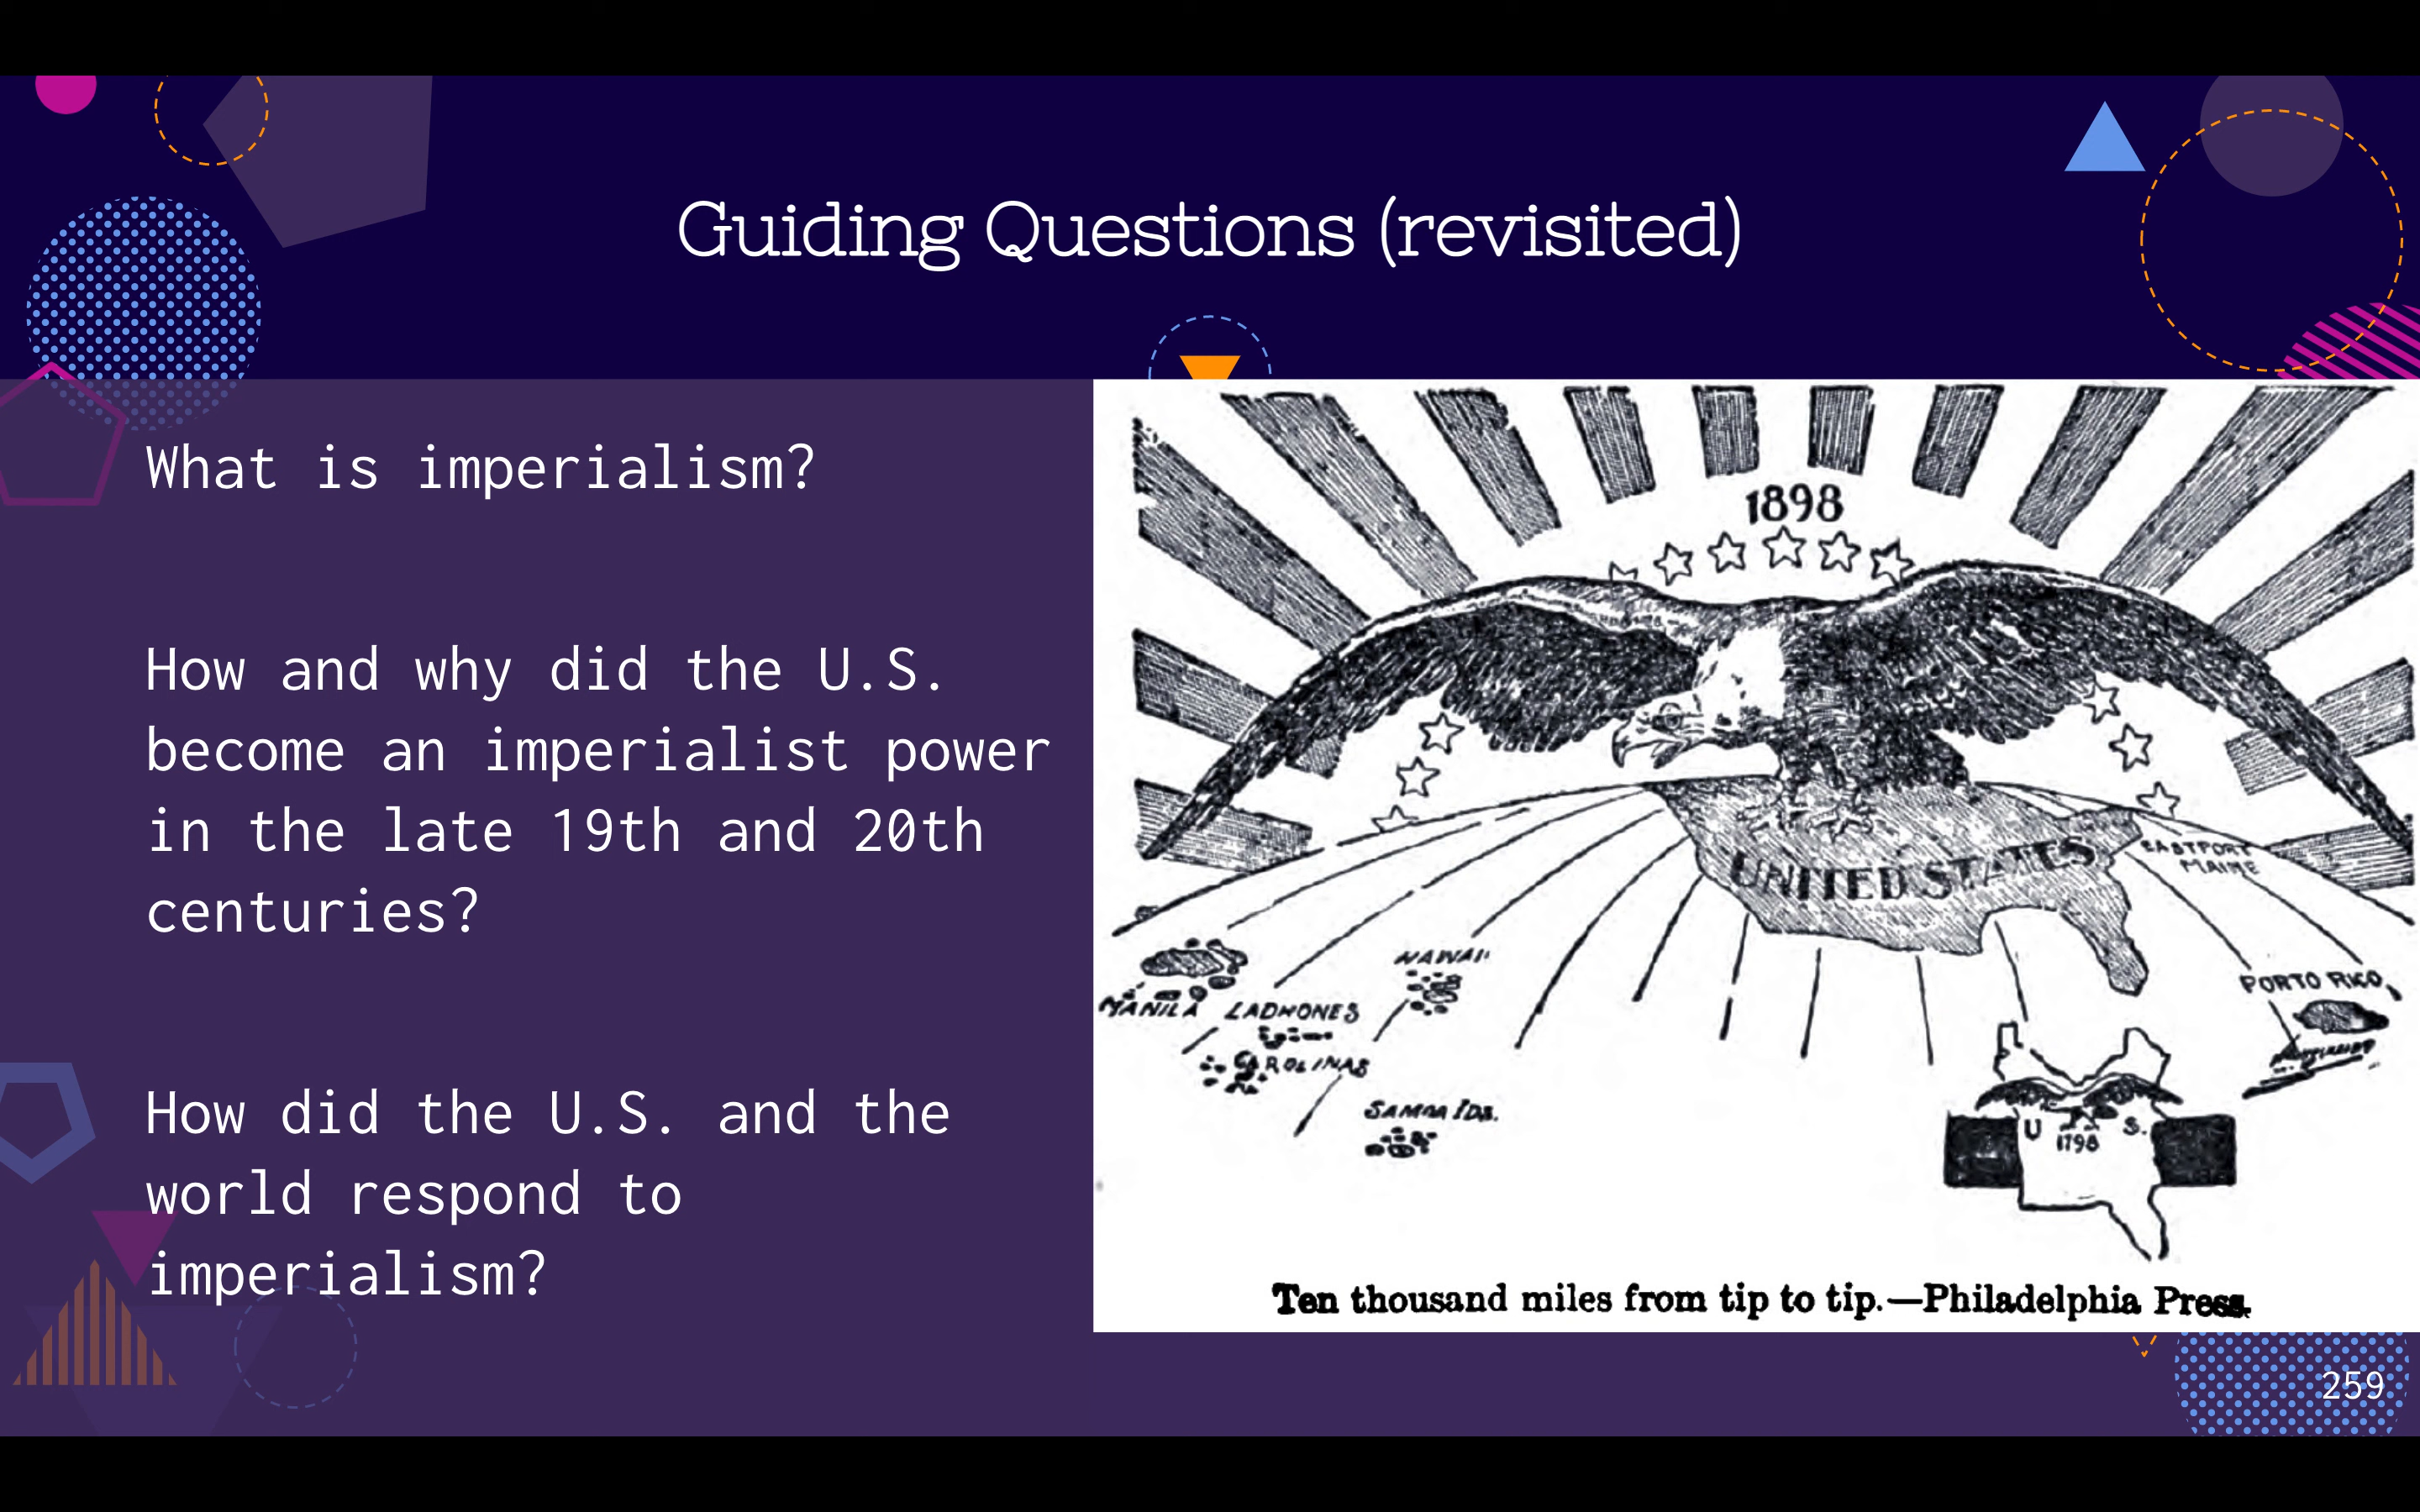 Guiding Questions (revisited)
What is imperialism?
How and why did the U.S.
become an imperialist power
in the late 19th and 20th
centuries?
How did the U.S. and the
world respond to
imperialism?
1898
UNITED STATES
EASTPORT
MAINE
HAWAII
MANILA
LADRONES
CAROLINAS
SAMOA IDS.
PORTO RICO
U S.
1798
Ten thousand miles from tip to tip.—Philadelphia Press.
259